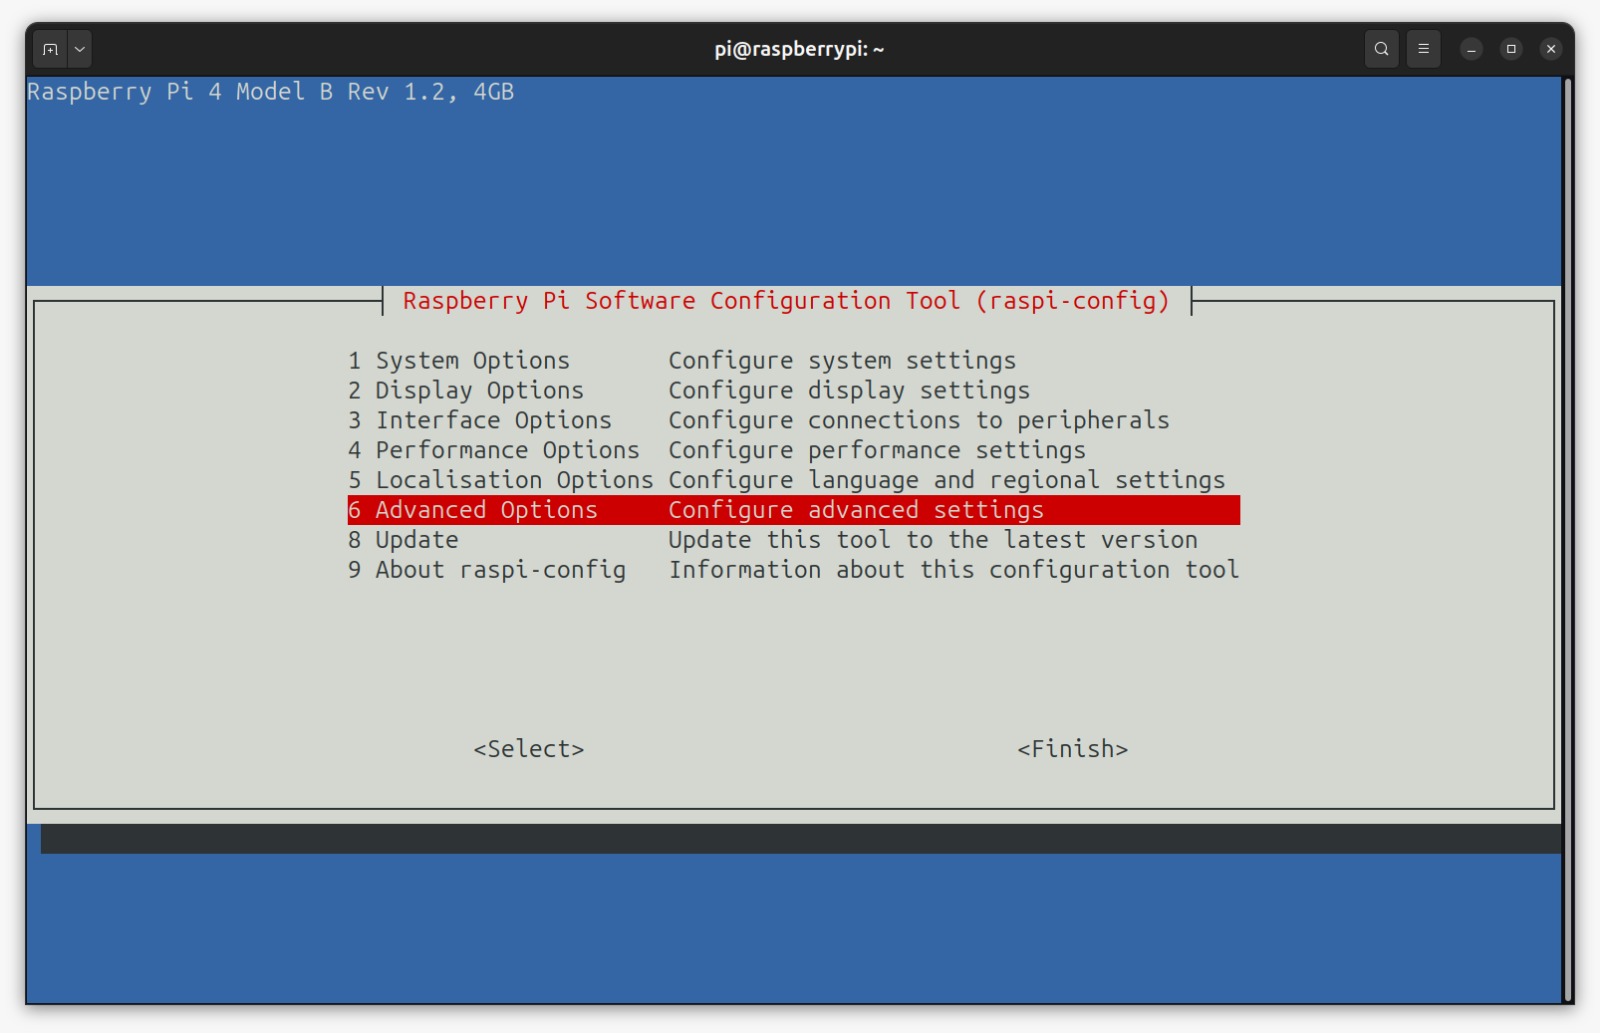 pi@raspberrypi: ~
Raspberry Pi 4 Model B Rev 1.2, 4GB
Raspberry Pi Software Configuration Tool (raspi-config)
1 System Options       Configure system settings
2 Display Options      Configure display settings
3 Interface Options    Configure connections to peripherals
4 Performance Options  Configure performance settings
5 Localisation Options Configure language and regional settings
6 Advanced Options     Configure advanced settings
8 Update               Update this tool to the latest version
9 About raspi-config   Information about this configuration tool
<Select>                               <Finish>